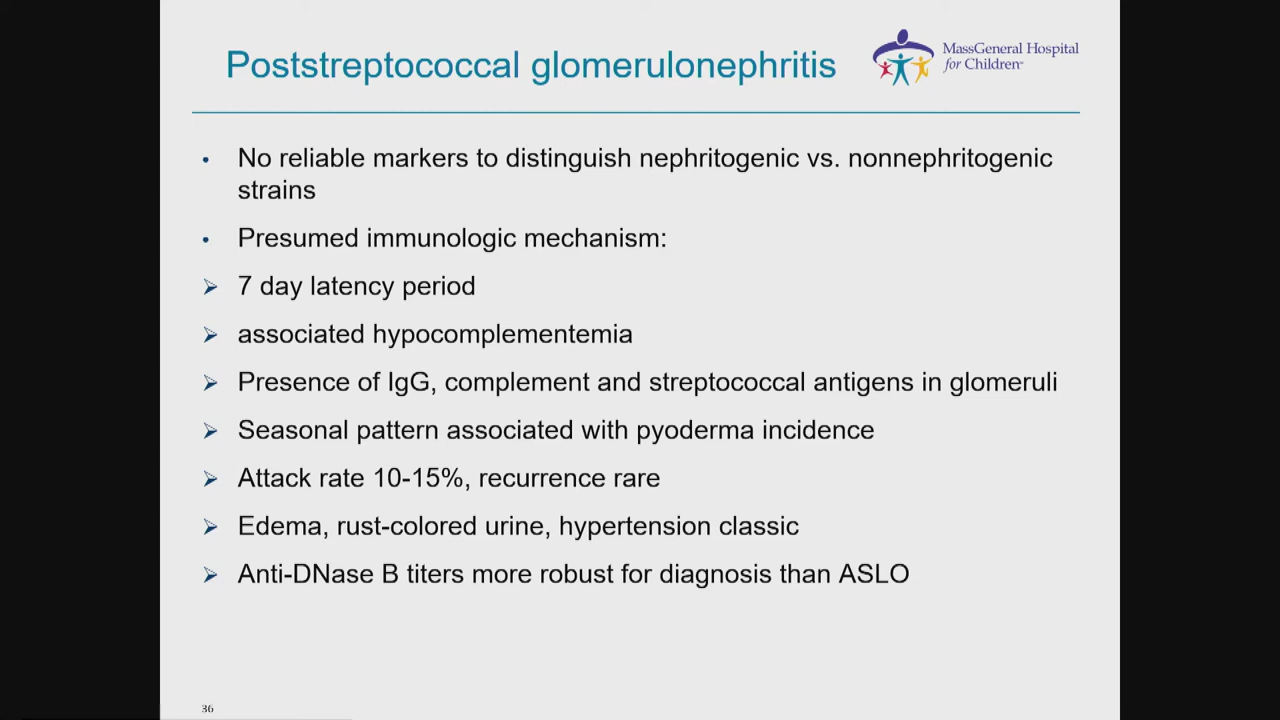 Poststreptococcal glomerulonephritis
MassGeneral Hospital
for Children™
• No reliable markers to distinguish nephritogenic vs. nonnephritogenic
strains
• Presumed immunologic mechanism:
➢ 7 day latency period
➢ associated hypocomplementemia
➢ Presence of IgG, complement and streptococcal antigens in glomeruli
➢ Seasonal pattern associated with pyoderma incidence
➢ Attack rate 10-15%, recurrence rare
➢ Edema, rust-colored urine, hypertension classic
➢ Anti-DNase B titers more robust for diagnosis than ASLO
36